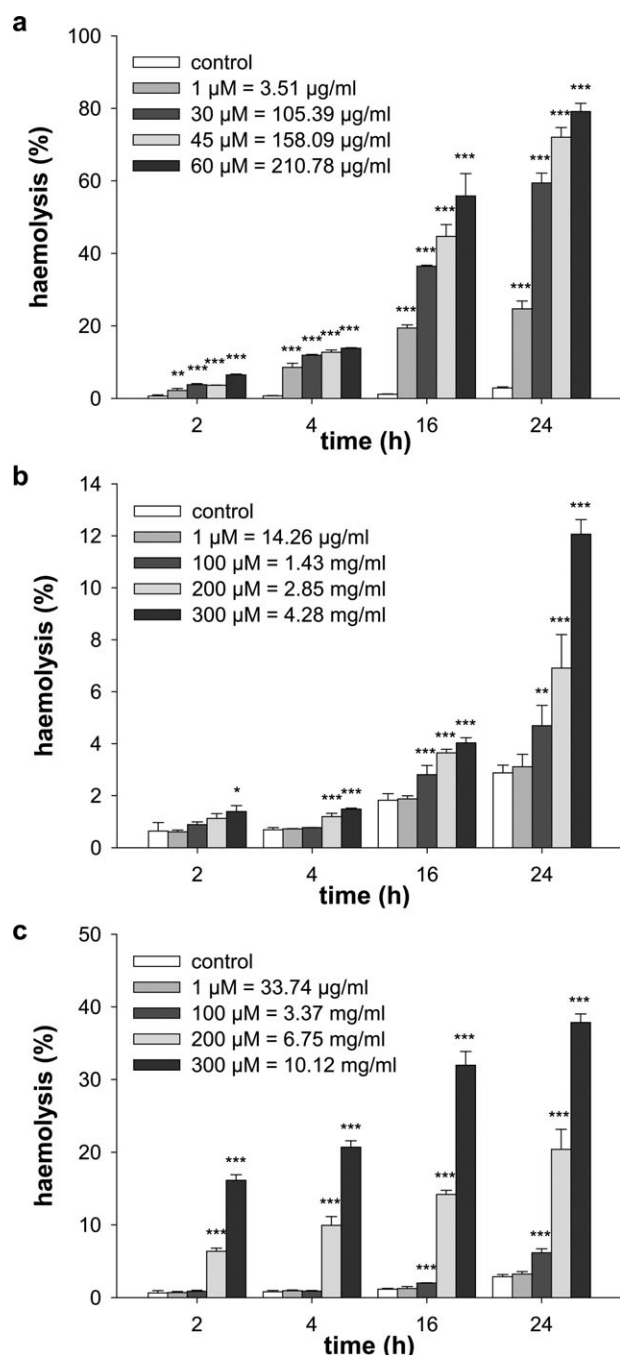 a
100
80
60
40
20
0
haemolysis (%)
control
1 µM = 3.51 µg/ml
30 µM = 105.39 µg/ml
45 µM = 158.09 µg/ml
60 µM = 210.78 µg/ml
** *** *** ***
*** *** *** ***
*** *** *** ***
*** *** *** ***
2 4 16 24
time (h)
b
14
12
10
8
6
4
2
0
haemolysis (%)
control
1 µM = 14.26 µg/ml
100 µM = 1.43 mg/ml
200 µM = 2.85 mg/ml
300 µM = 4.28 mg/ml
*
*** ***
*** *** ***
** *** ***
2 4 16 24
time (h)
c
50
40
30
20
10
0
haemolysis (%)
control
1 µM = 33.74 µg/ml
100 µM = 3.37 mg/ml
200 µM = 6.75 mg/ml
300 µM = 10.12 mg/ml
*** ***
*** ***
*** *** ***
*** *** ***
2 4 16 24
time (h)